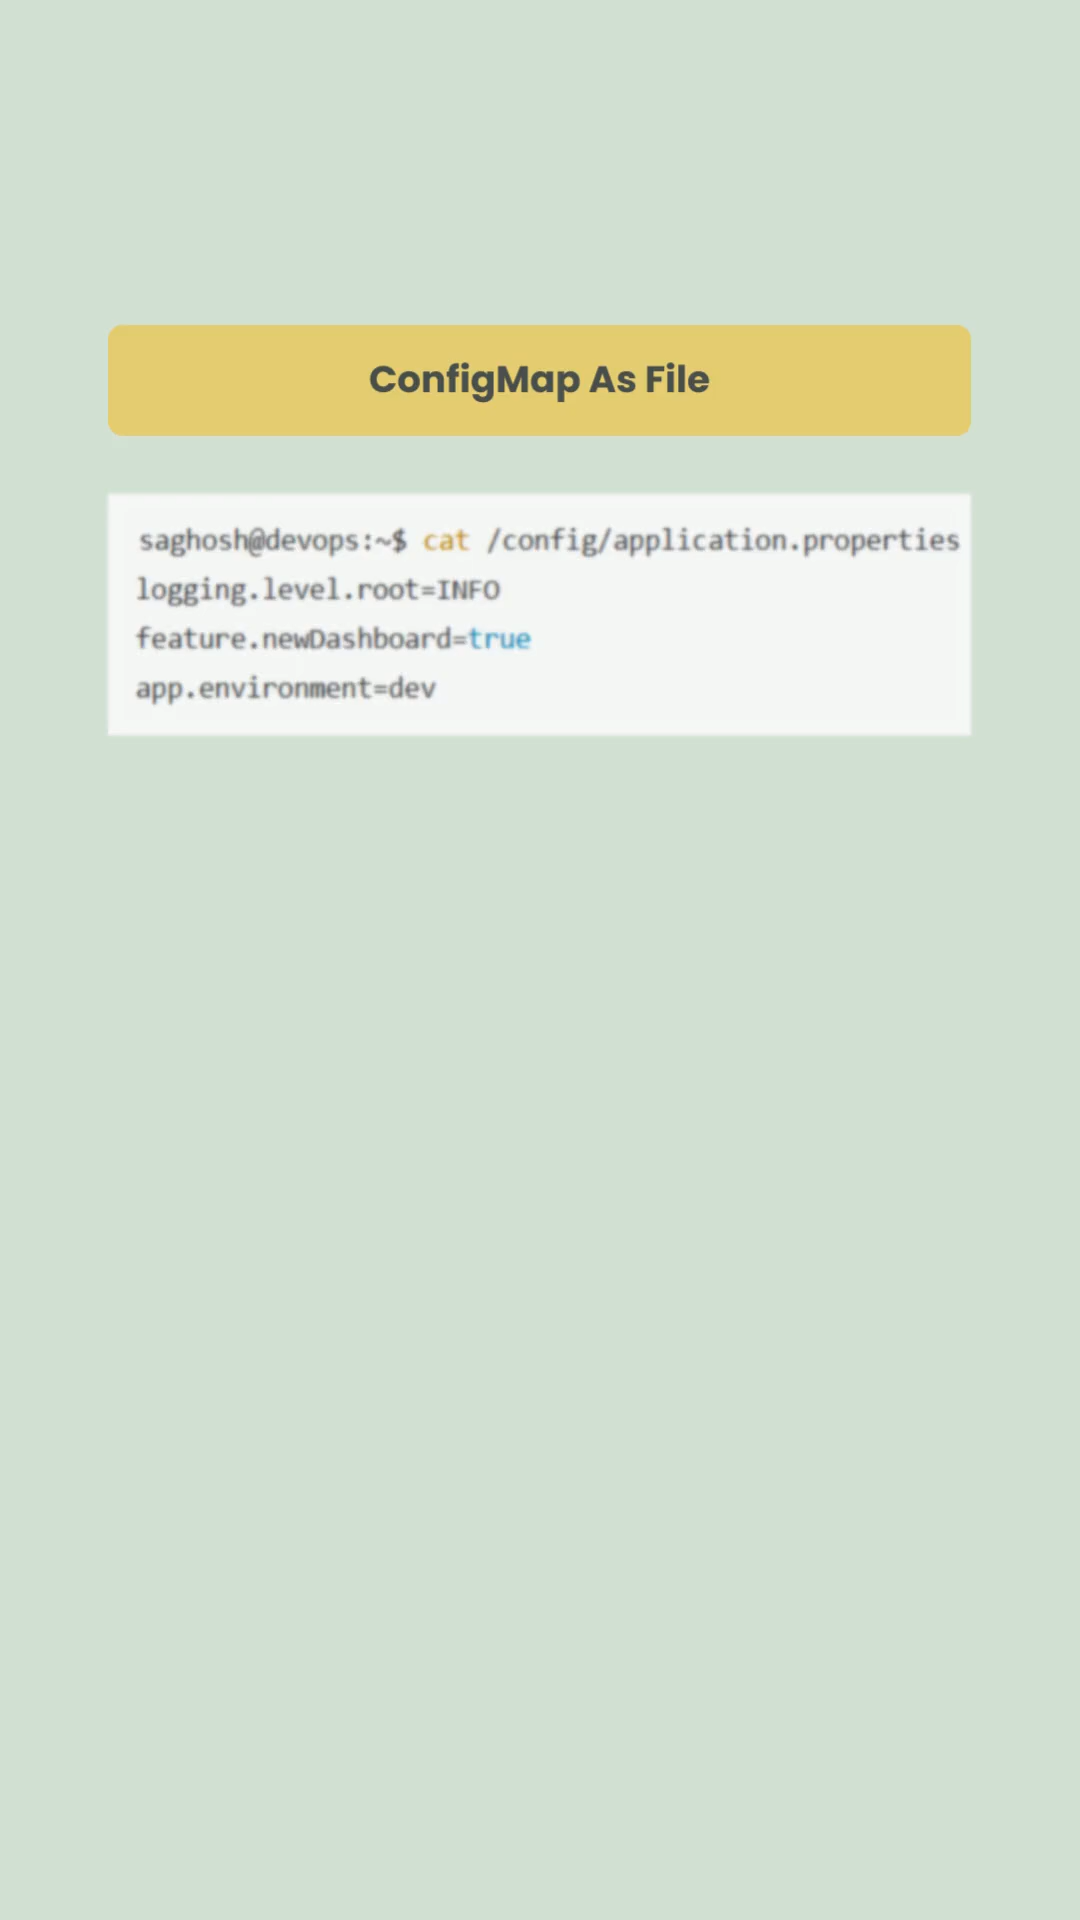 ConfigMap As File
saghosh@devops:~$ cat /config/application.properties
logging.level.root=INFO
feature.newDashboard=true
app.environment=dev